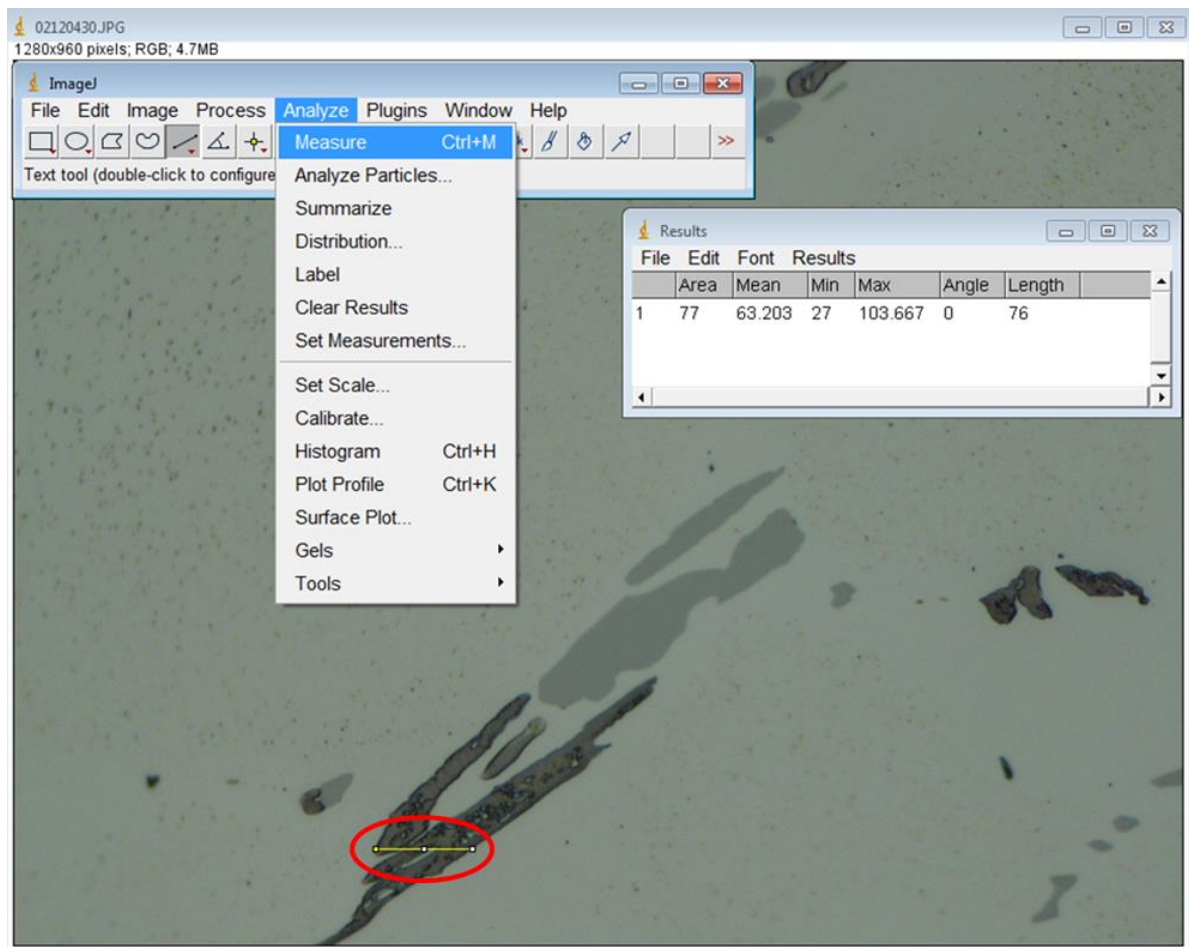 02120430.JPG
1280x960 pixels; RGB; 4.7MB
ImageJ
File Edit Image Process Analyze Plugins Window Help
>>
Text tool (double-click to configure
Measure Ctrl+M
Analyze Particles...
Summarize
Distribution...
Label
Clear Results
Set Measurements...
Set Scale...
Calibrate...
Histogram Ctrl+H
Plot Profile Ctrl+K
Surface Plot...
Gels
Tools
Results
File Edit Font Results
Area Mean Min Max Angle Length
1 77 63.203 27 103.667 0 76